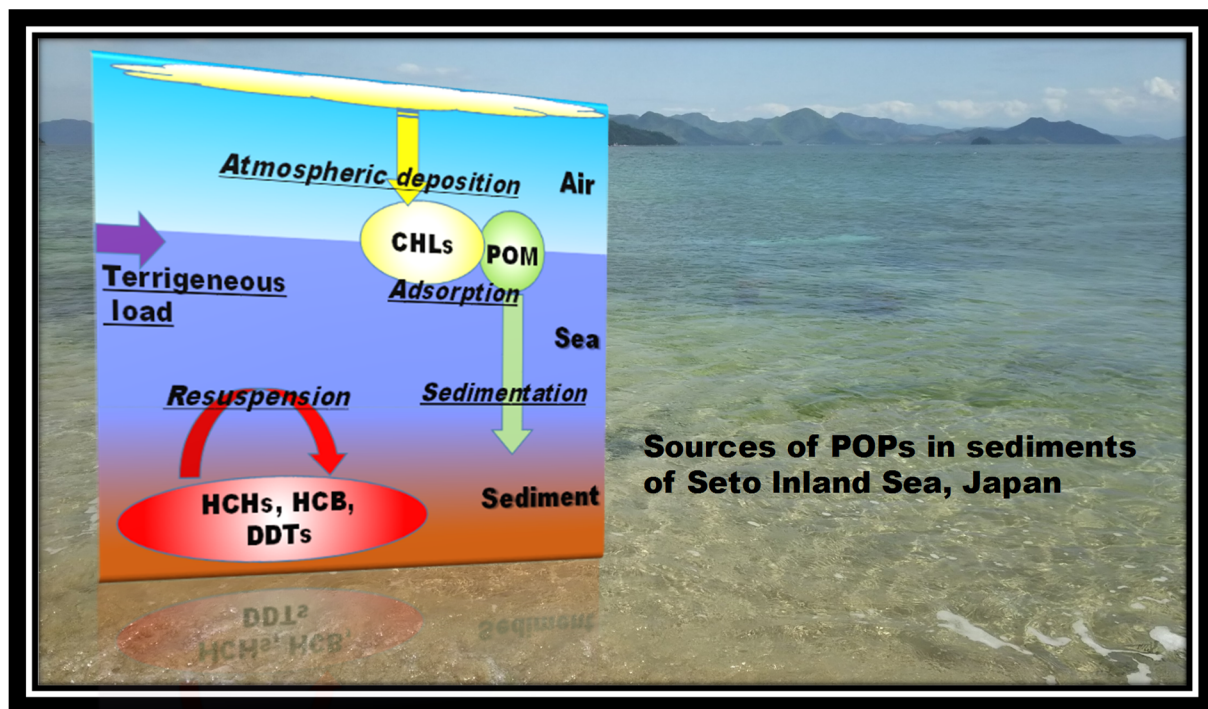 Atmospheric deposition
Air
CHLs
POM
Adsorption
Terrigeneous
load
Sea
Resuspension
Sedimentation
Sources of POPs in sediments
of Seto Inland Sea, Japan
Sediment
HCHs, HCB,
DDTs